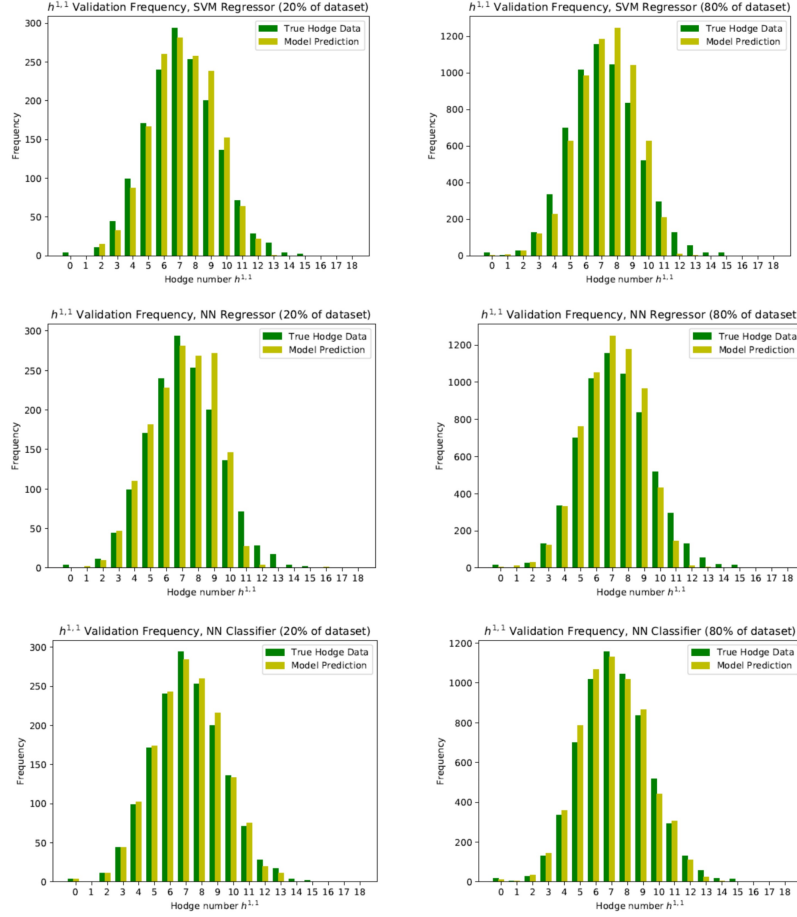 h^{1,1} Validation Frequency, SVM Regressor (20% of dataset)
True Hodge Data
Model Prediction
300
250
200
150
100
50
0
Frequency
0 1 2 3 4 5 6 7 8 9 10 11 12 13 14 15 16 17 18
Hodge number h^{1,1}
h^{1,1} Validation Frequency, SVM Regressor (80% of dataset)
True Hodge Data
Model Prediction
1200
1000
800
600
400
200
0
Frequency
0 1 2 3 4 5 6 7 8 9 10 11 12 13 14 15 16 17 18
Hodge number h^{1,1}
h^{1,1} Validation Frequency, NN Regressor (20% of dataset)
True Hodge Data
Model Prediction
300
250
200
150
100
50
0
Frequency
0 1 2 3 4 5 6 7 8 9 10 11 12 13 14 15 16 17 18
Hodge number h^{1,1}
h^{1,1} Validation Frequency, NN Regressor (80% of dataset
True Hodge Data
Model Prediction
1200
1000
800
600
400
200
0
Frequency
0 1 2 3 4 5 6 7 8 9 10 11 12 13 14 15 16 17 18
Hodge number h^{1,1}
h^{1,1} Validation Frequency, NN Classifier (20% of dataset)
True Hodge Data
Model Prediction
300
250
200
150
100
50
0
Frequency
0 1 2 3 4 5 6 7 8 9 10 11 12 13 14 15 16 17 18
Hodge number h^{1,1}
h^{1,1} Validation Frequency, NN Classifier (80% of dataset)
True Hodge Data
Model Prediction
1200
1000
800
600
400
200
0
Frequency
0 1 2 3 4 5 6 7 8 9 10 11 12 13 14 15 16 17 18
Hodge number h^{1,1}